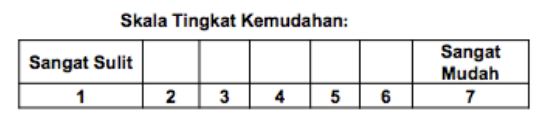 Skala Tingkat Kemudahan:
Sangat Sulit Sangat Mudah
1 2 3 4 5 6 7